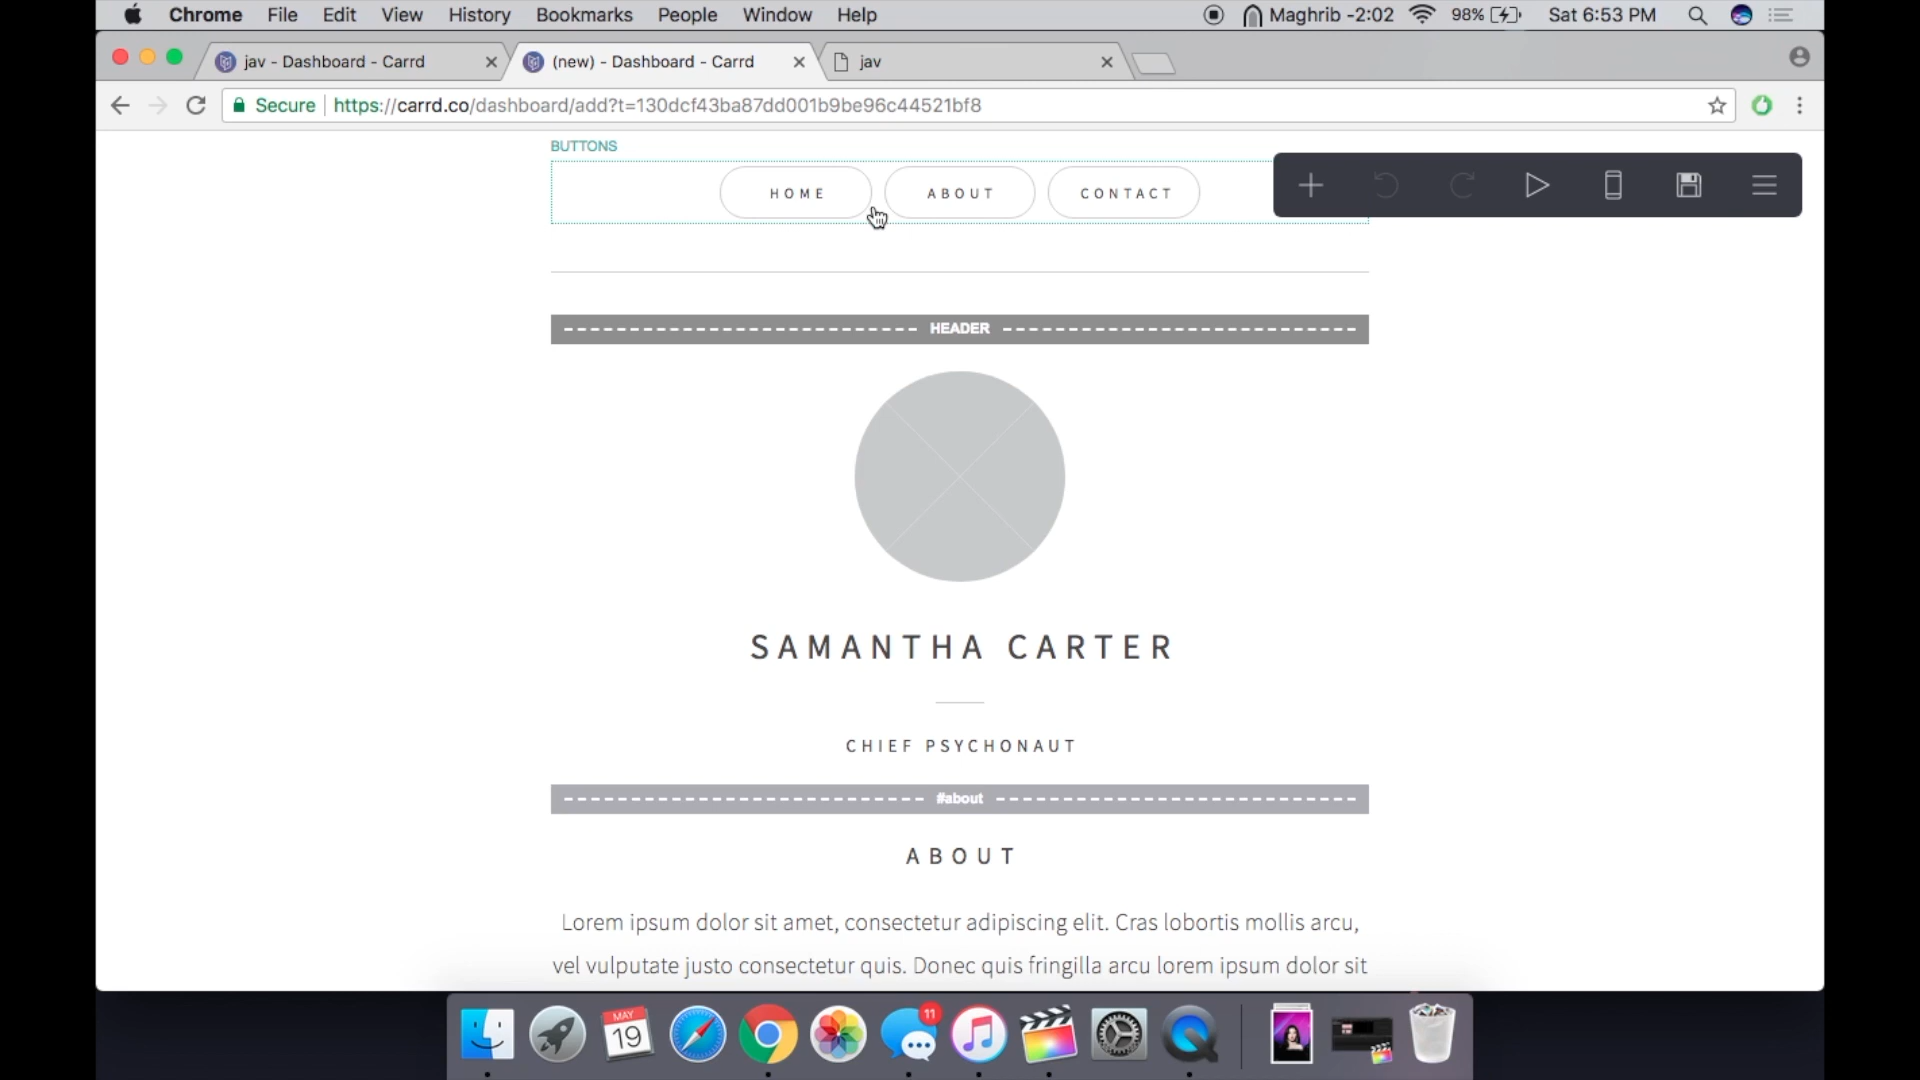 Chrome File Edit View History Bookmarks People Window Help Maghrib -2:02 98% Sat 6:53 PM
jav - Dashboard - Carrd (new) - Dashboard - Carrd jav
Secure https://carrd.co/dashboard/add?t=130dcf43ba87dd001b9be96c44521bf8
BUTTONS
HOME ABOUT CONTACT
HEADER
SAMANTHA CARTER
CHIEF PSYCHONAUT
#about
ABOUT
Lorem ipsum dolor sit amet, consectetur adipiscing elit. Cras lobortis mollis arcu,
vel vulputate justo consectetur quis. Donec quis fringilla arcu lorem ipsum dolor sit
MAY
19
11